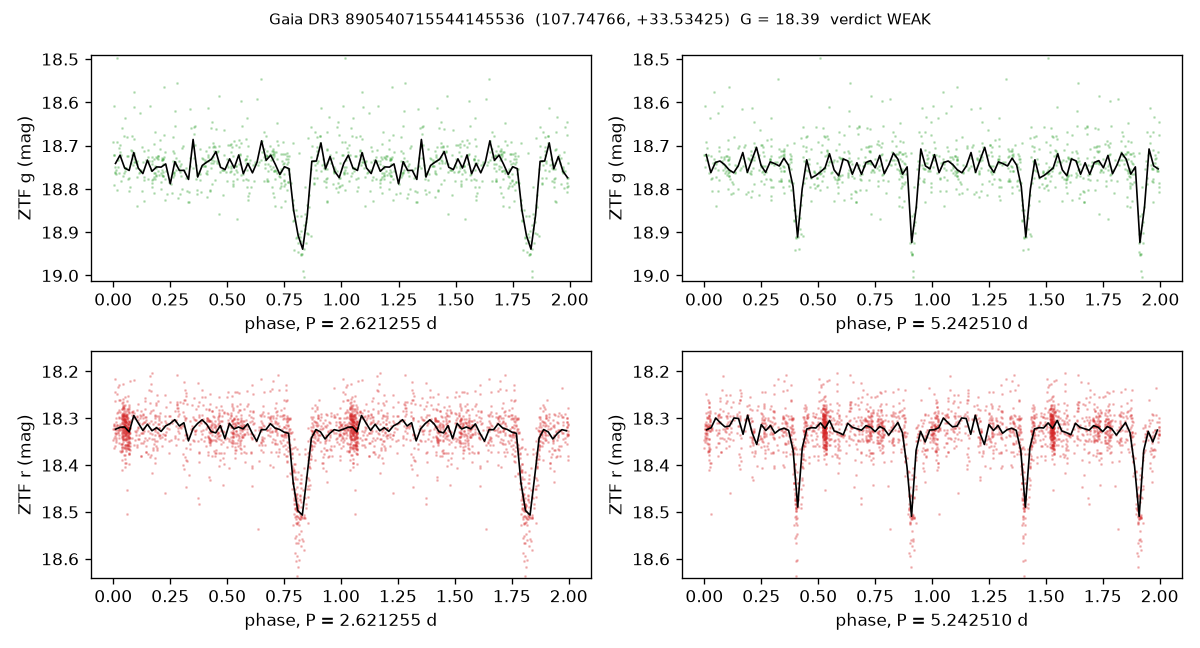 Gaia DR3 890540715544145536  (107.74766, +33.53425)  G = 18.39  verdict WEAK
ZTF g (mag)
18.5
18.6
18.7
18.8
18.9
19.0
0.00 0.25 0.50 0.75 1.00 1.25 1.50 1.75 2.00
phase, P = 2.621255 d
ZTF g (mag)
18.5
18.6
18.7
18.8
18.9
19.0
0.00 0.25 0.50 0.75 1.00 1.25 1.50 1.75 2.00
phase, P = 5.242510 d
ZTF r (mag)
18.2
18.3
18.4
18.5
18.6
0.00 0.25 0.50 0.75 1.00 1.25 1.50 1.75 2.00
phase, P = 2.621255 d
ZTF r (mag)
18.2
18.3
18.4
18.5
18.6
0.00 0.25 0.50 0.75 1.00 1.25 1.50 1.75 2.00
phase, P = 5.242510 d